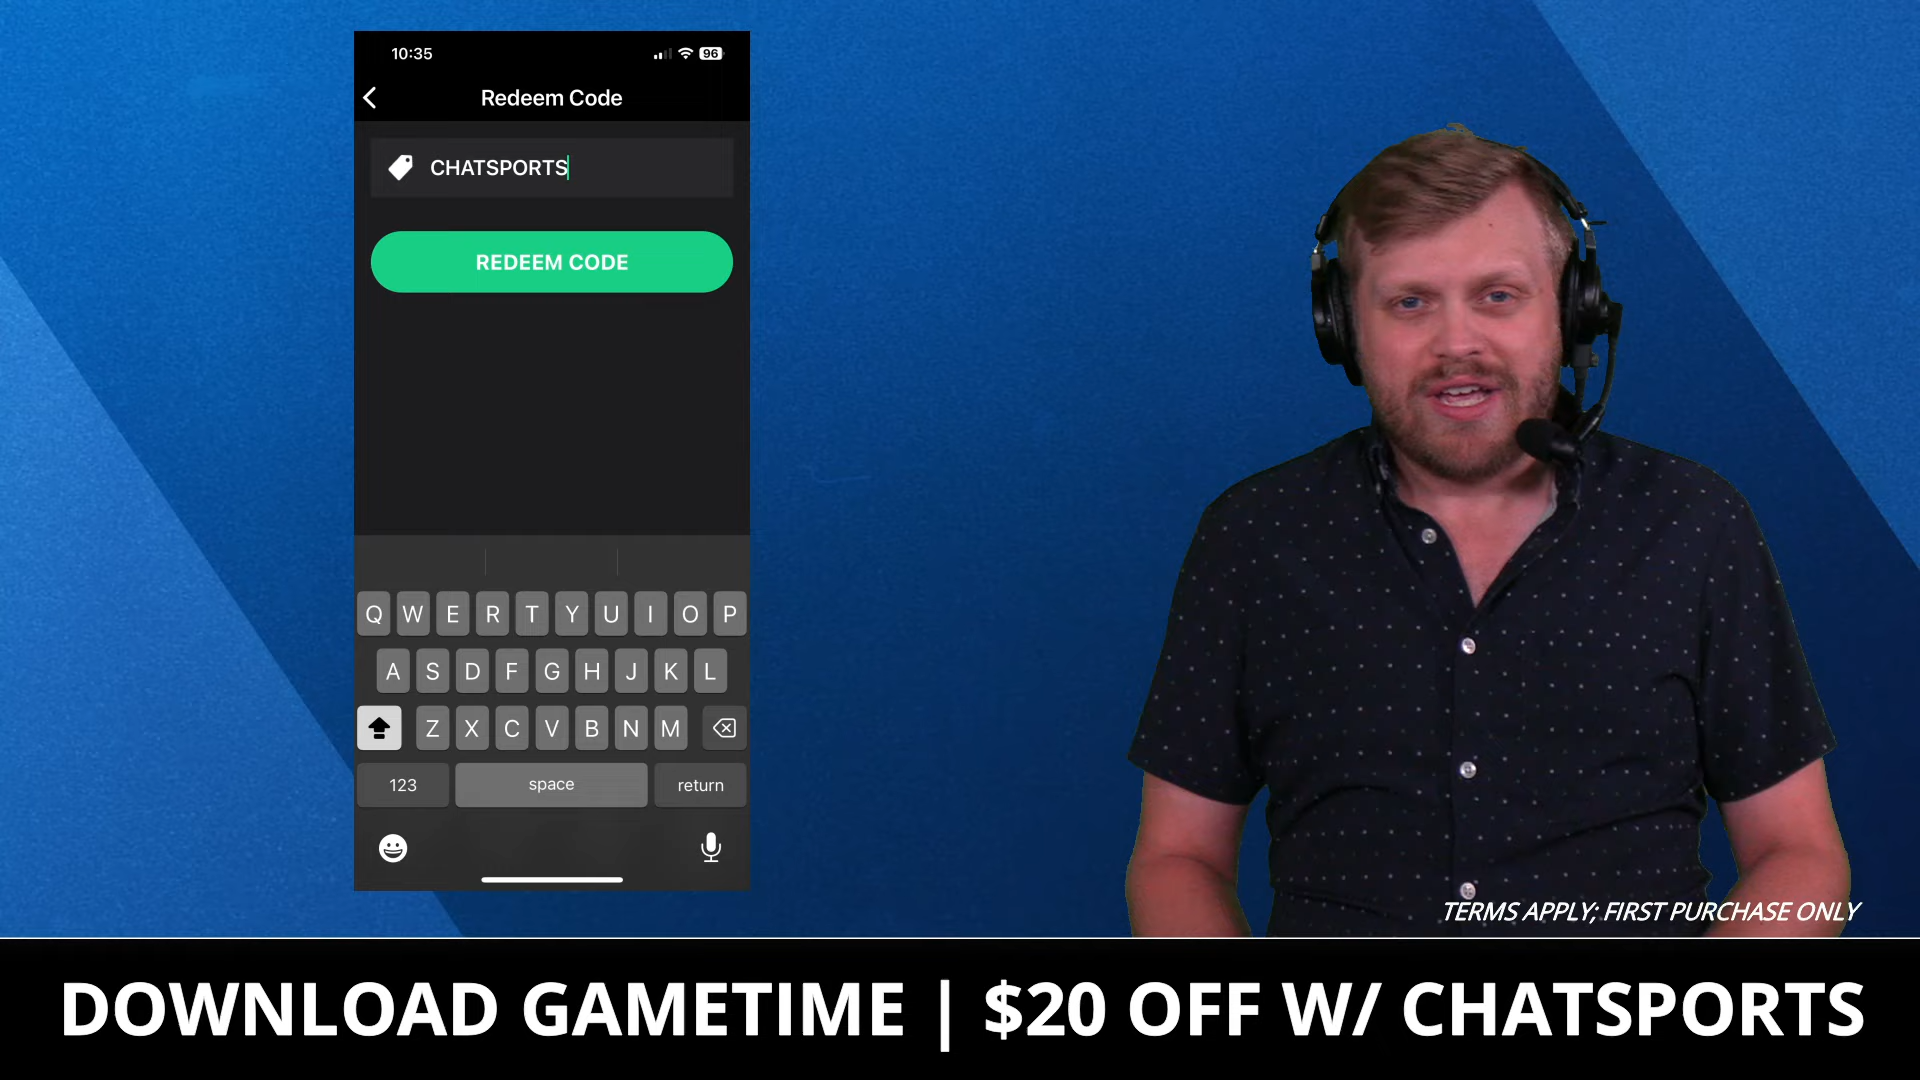 10:35
96
Redeem Code
CHATSPORTS
REDEEM CODE
Q W E R T Y U I O P
A S D F G H J K L
Z X C V B N M
123 space return
TERMS APPLY; FIRST PURCHASE ONLY
DOWNLOAD GAMETIME | $20 OFF W/ CHATSPORTS